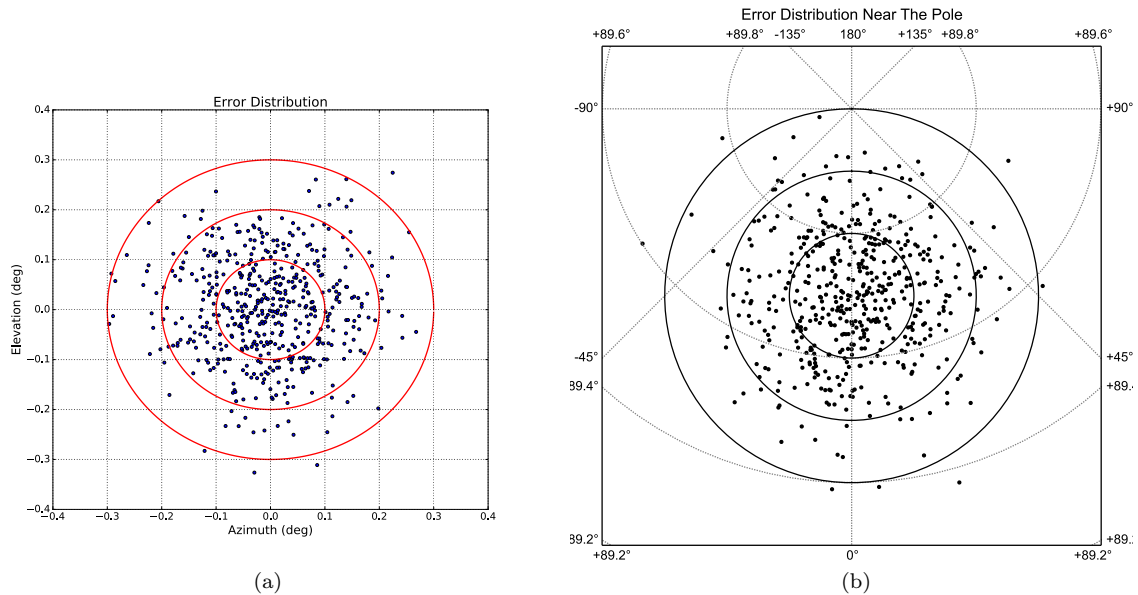 Error Distribution
0.4
0.3
0.2
0.1
0.0
−0.1
−0.2
−0.3
−0.4
Elevation (deg)
−0.4 −0.3 −0.2 −0.1 0.0 0.1 0.2 0.3 0.4
Azimuth (deg)
(a)
Error Distribution Near The Pole
+89.6° +89.8° -135° 180° +135° +89.8° +89.6°
-90° +90°
-45° +45°
89.4° +89.4
89.2° +89.2
+89.2° 0° +89.2°
(b)